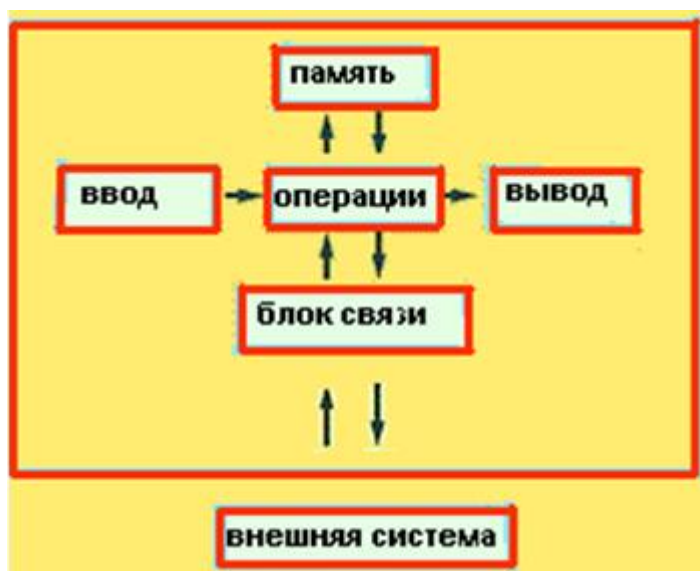 память
ввод
операции
вывод
блок связи
внешняя система